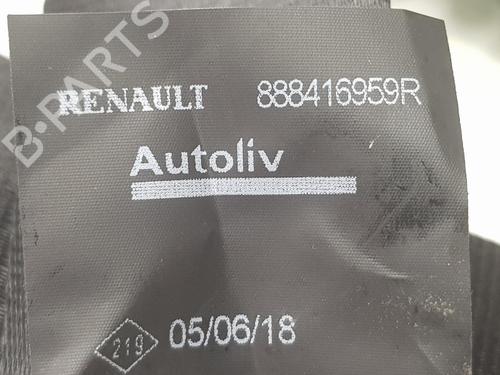 B-PARTS
RENAULT 888416959R
Autoliv
219 05/06/18